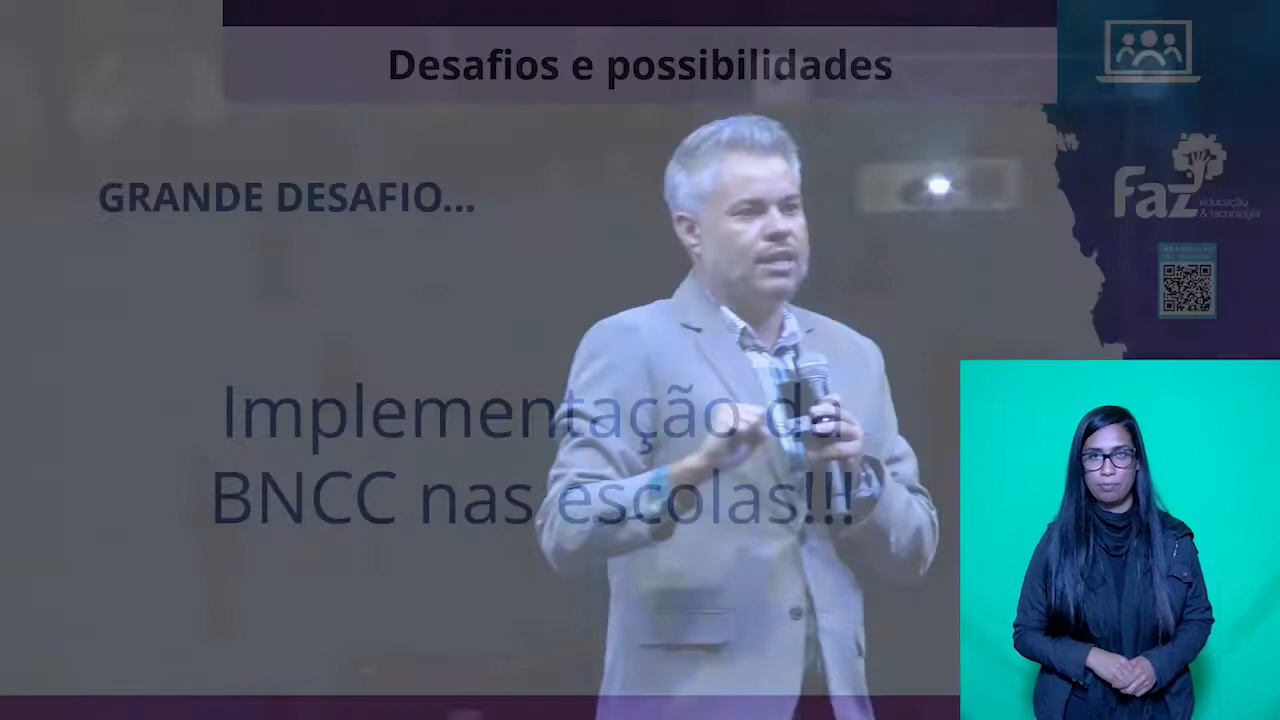 Desafios e possibilidades
GRANDE DESAFIO...
Implementação da
BNCC nas escolas!!!
Faz
educação
& tecnologia